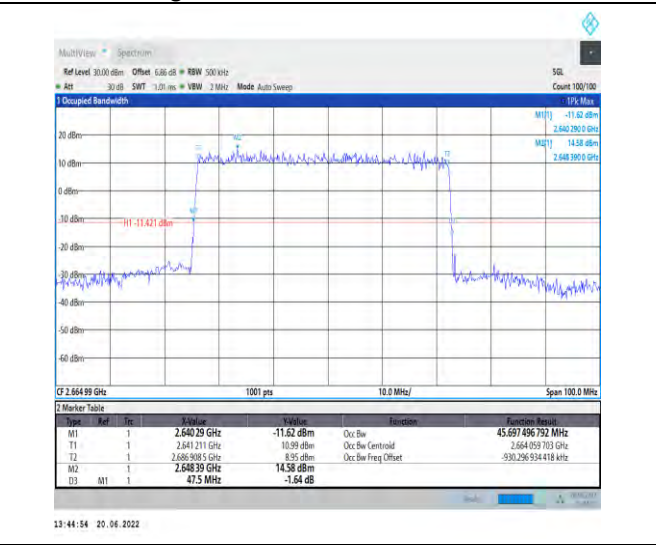 MultiView Spectrum
Ref Level 30.00 dBm Offset 6.86 dB RBW 500 kHz SGL
Att 30 dB SWT 1.01 ms VBW 2 MHz Mode Auto Sweep Count 100/100
1 Occupied Bandwidth 1Pk Max
M1[1] -11.62 dBm
2.640 290 0 GHz
M2[1] 14.58 dBm
2.648 390 0 GHz
20 dBm
10 dBm
0 dBm
-10 dBm
H1 -11.421 dBm
-20 dBm
-30 dBm
-40 dBm
-50 dBm
-60 dBm
M1
T1
M2
T2
CF 2.664 99 GHz 1001 pts 10.0 MHz/ Span 100.0 MHz
2 Marker Table
Type Ref Trc X-Value Y-Value Function Function Result
M1 1 2.640 29 GHz -11.62 dBm Occ Bw 45.697 496 792 MHz
T1 1 2.641 211 GHz 10.99 dBm Occ Bw Centroid 2.664 059 703 GHz
T2 1 2.686 908 5 GHz 8.95 dBm Occ Bw Freq Offset -930.296 934 418 kHz
M2 1 2.648 39 GHz 14.58 dBm
D3 M1 1 47.5 MHz -1.64 dB
13:44:54 20.06.2022